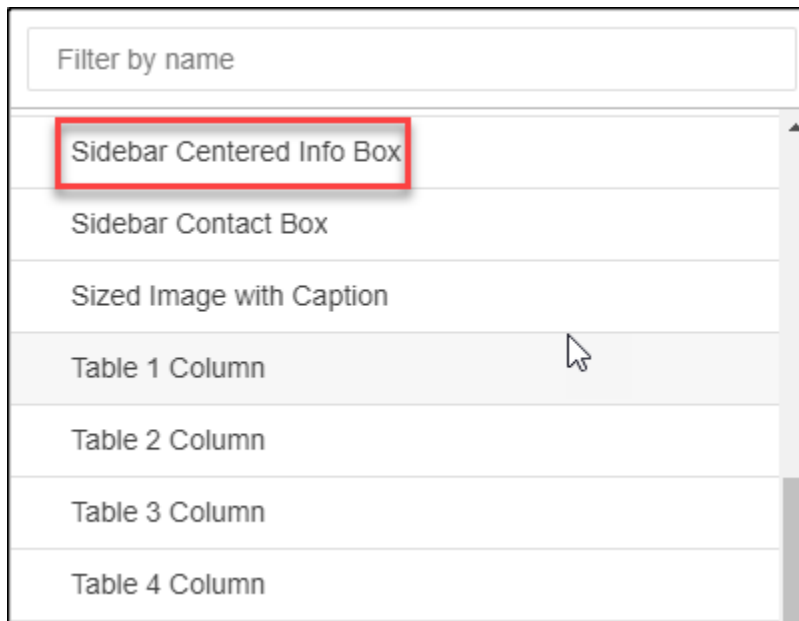 Filter by name
Sidebar Centered Info Box
Sidebar Contact Box
Sized Image with Caption
Table 1 Column
Table 2 Column
Table 3 Column
Table 4 Column